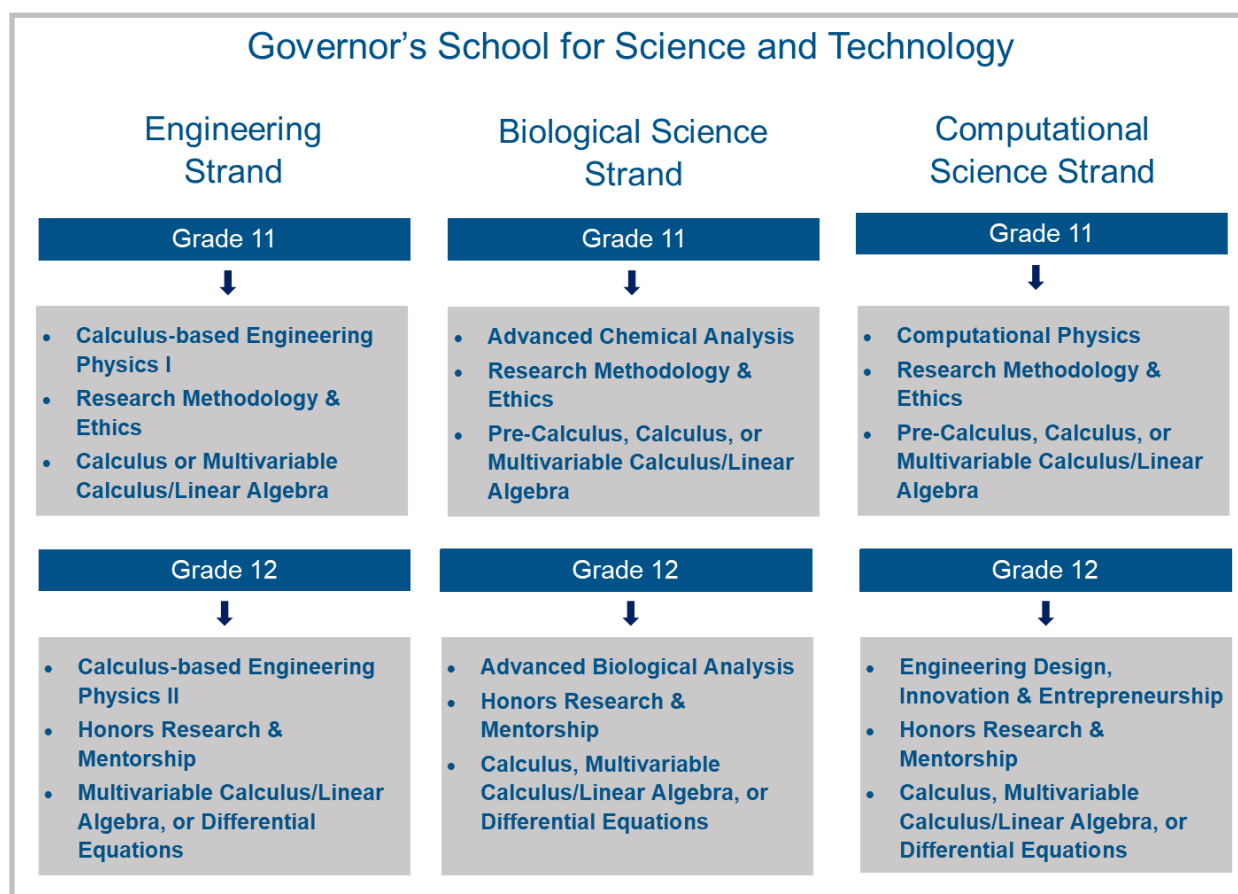 Governor's School for Science and Technology
Engineering
Strand
Grade 11
• Calculus-based Engineering
Physics I
• Research Methodology &
Ethics
• Calculus or Multivariable
Calculus/Linear Algebra
Grade 12
• Calculus-based Engineering
Physics II
• Honors Research &
Mentorship
• Multivariable Calculus/Linear
Algebra, or Differential
Equations
Biological Science
Strand
Grade 11
• Advanced Chemical Analysis
• Research Methodology &
Ethics
• Pre-Calculus, Calculus, or
Multivariable Calculus/Linear
Algebra
Grade 12
• Advanced Biological Analysis
• Honors Research &
Mentorship
• Calculus, Multivariable
Calculus/Linear Algebra, or
Differential Equations
Computational
Science Strand
Grade 11
• Computational Physics
• Research Methodology &
Ethics
• Pre-Calculus, Calculus, or
Multivariable Calculus/Linear
Algebra
Grade 12
• Engineering Design,
Innovation & Entrepreneurship
• Honors Research &
Mentorship
• Calculus, Multivariable
Calculus/Linear Algebra, or
Differential Equations